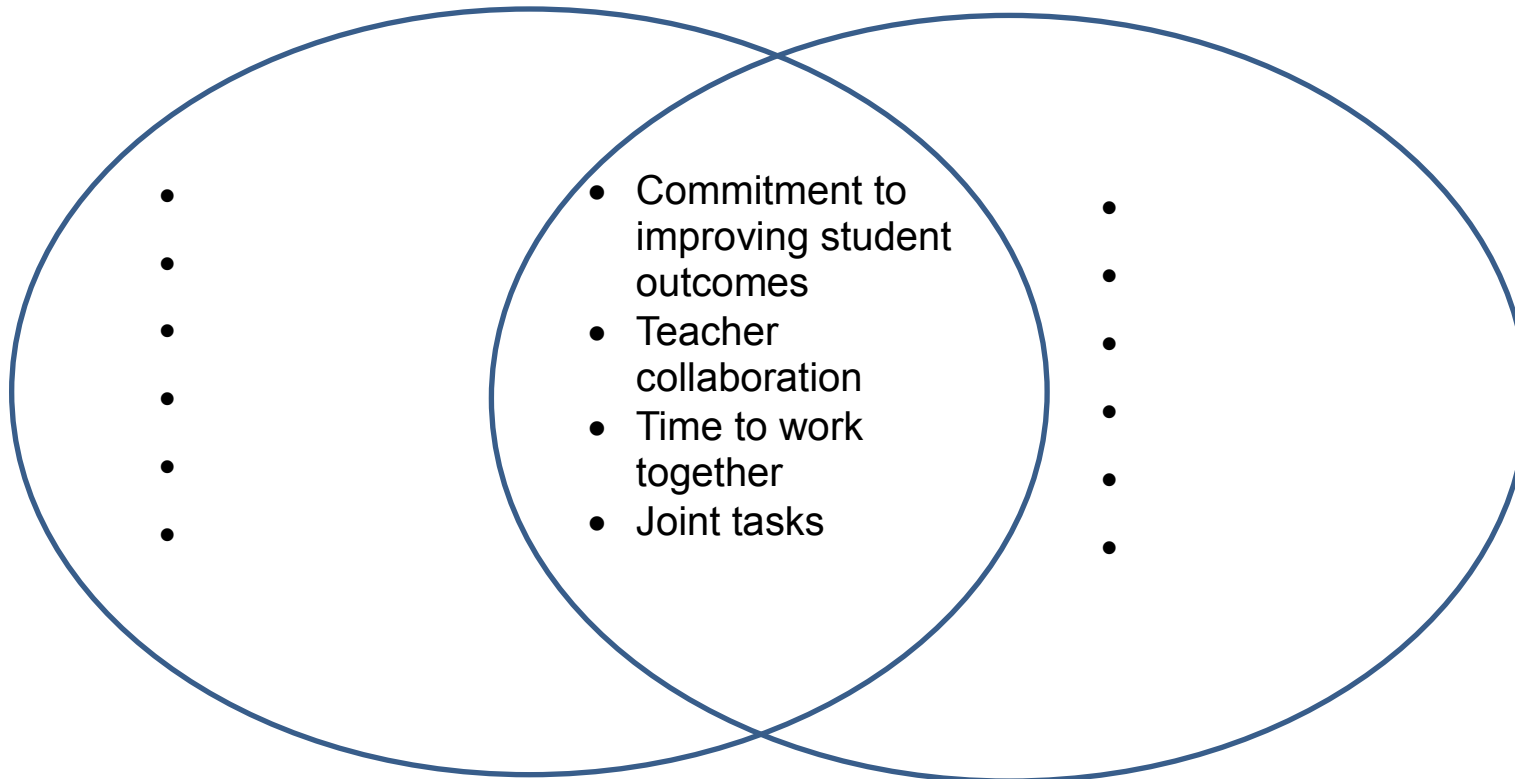 • Commitment to
improving student
outcomes
• Teacher
collaboration
• Time to work
together
• Joint tasks